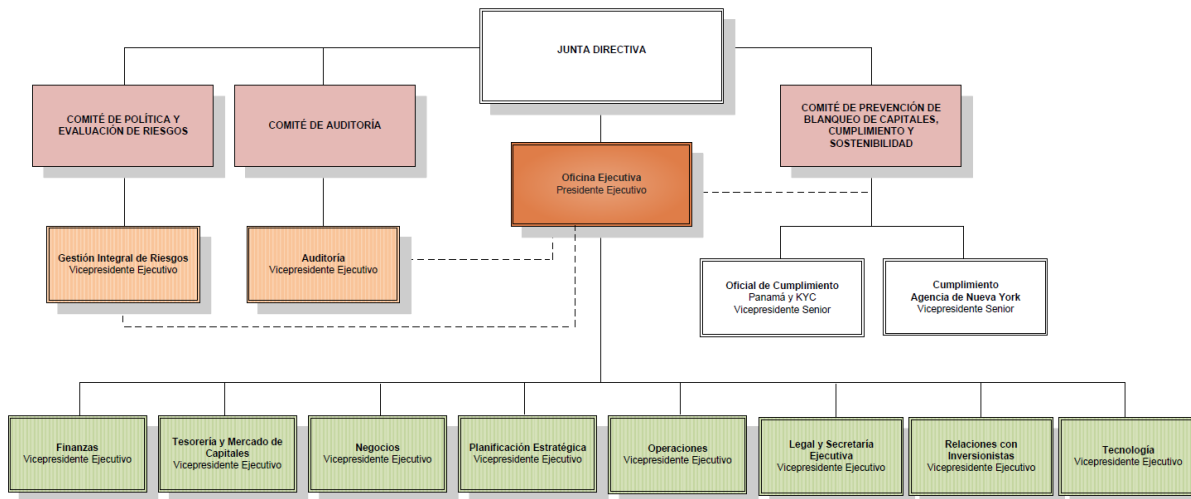 JUNTA DIRECTIVA
COMITÉ DE POLÍTICA Y
EVALUACIÓN DE RIESGOS
COMITÉ DE AUDITORÍA
COMITÉ DE PREVENCIÓN DE
BLANQUEO DE CAPITALES,
CUMPLIMIENTO Y
SOSTENIBILIDAD
Oficina Ejecutiva
Presidente Ejecutivo
Gestión Integral de Riesgos
Vicepresidente Ejecutivo
Auditoría
Vicepresidente Ejecutivo
Oficial de Cumplimiento
Panamá y KYC
Vicepresidente Senior
Cumplimiento
Agencia de Nueva York
Vicepresidente Senior
Finanzas
Vicepresidente Ejecutivo
Tesorería y Mercado de
Capitales
Vicepresidente Ejecutivo
Negocios
Vicepresidente Ejecutivo
Planificación Estratégica
Vicepresidente Ejecutivo
Operaciones
Vicepresidente Ejecutivo
Legal y Secretaría
Ejecutiva
Vicepresidente Ejecutivo
Relaciones con
Inversionistas
Vicepresidente Ejecutivo
Tecnología
Vicepresidente Ejecutivo